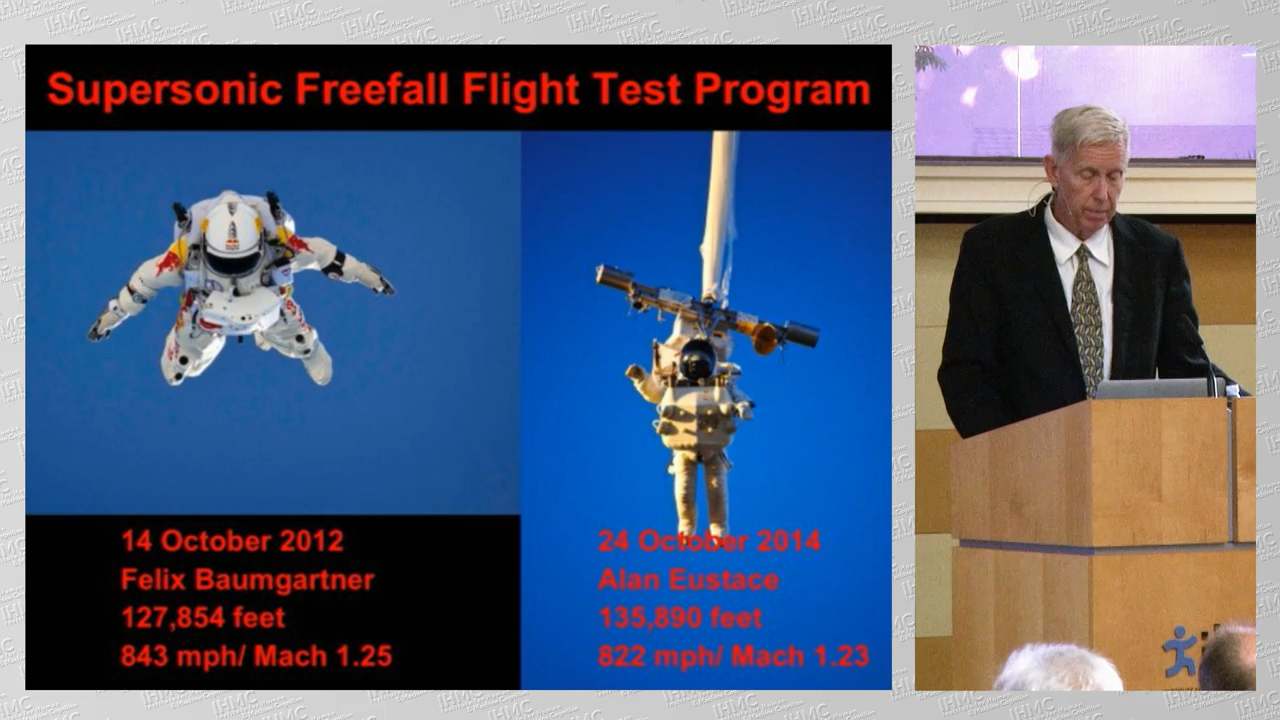 Supersonic Freefall Flight Test Program
14 October 2012
Felix Baumgartner
127,854 feet
843 mph/ Mach 1.25
24 October 2014
Alan Eustace
135,890 feet
822 mph/ Mach 1.23
IHMC